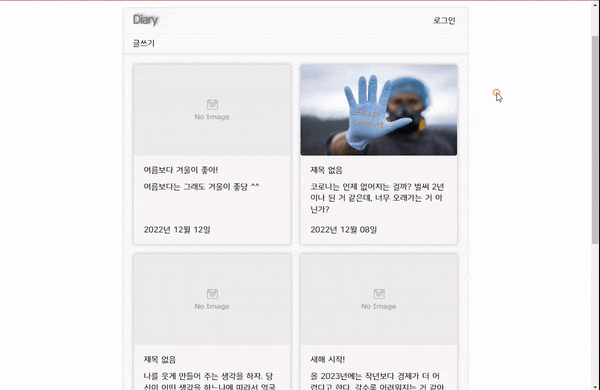 Diary
로그인
글쓰기
No Image
여름보다 겨울이 좋아!
여름보다는 그래도 겨울이 좋담 ^^
2022년 12월 12일
제목 없음
코로나는 언제 없어지는 걸까? 벌써 2년
이나 된 거 같은데, 너무 오래가는 거 아
닌가?
2022년 12월 08일
No Image
제목 없음
나를 웃게 만들어 주는 생각을 하자. 당
신이 어떤 생각을 하느냐에 따라서 얼굴
No Image
새해 시작!
올 2023년에는 작년보다 경제가 더 어
렵다고 한다. 갈수록 어려워지는 거 같아